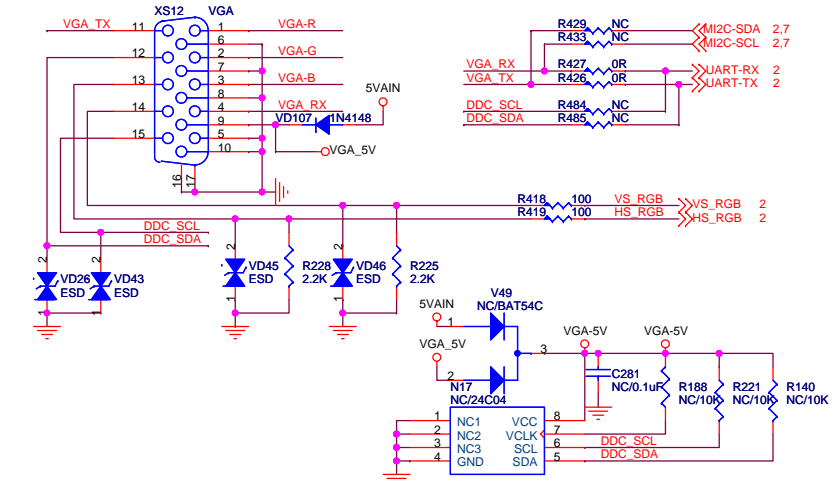 XS12 VGA
VGA_TX 11 1 VGA-R
6
12 2 VGA-G
7
13 3 VGA-B
8
14 4 VGA_RX
9
15 5
10
16
17
5VAIN
VD107 1N4148
VGA_5V
R429 NC MI2C-SDA 2,7
R433 NC MI2C-SCL 2,7
VGA_RX R427 0R UART-RX 2
VGA_TX R426 0R UART-TX 2
DDC_SCL R484 NC
DDC_SDA R485 NC
R418 100 VS_RGB VS_RGB 2
R419 100 HS_RGB HS_RGB 2
DDC_SCL
DDC_SDA
2 2 2 2
VD26 VD43 VD45 R228 VD46 R225
ESD ESD ESD 2.2K ESD 2.2K
1 1 1 1
V49
NC/BAT54C
5VAIN
1
VGA_5V
2
3
VGA-5V VGA-5V
C281
NC/0.1uF
R188 R221 R140
NC/10K NC/10K NC/10K
N17
NC/24C04
1 NC1 VCC 8
2 NC2 VCLK 7
3 NC3 SCL 6 DDC_SCL
4 GND SDA 5 DDC_SDA